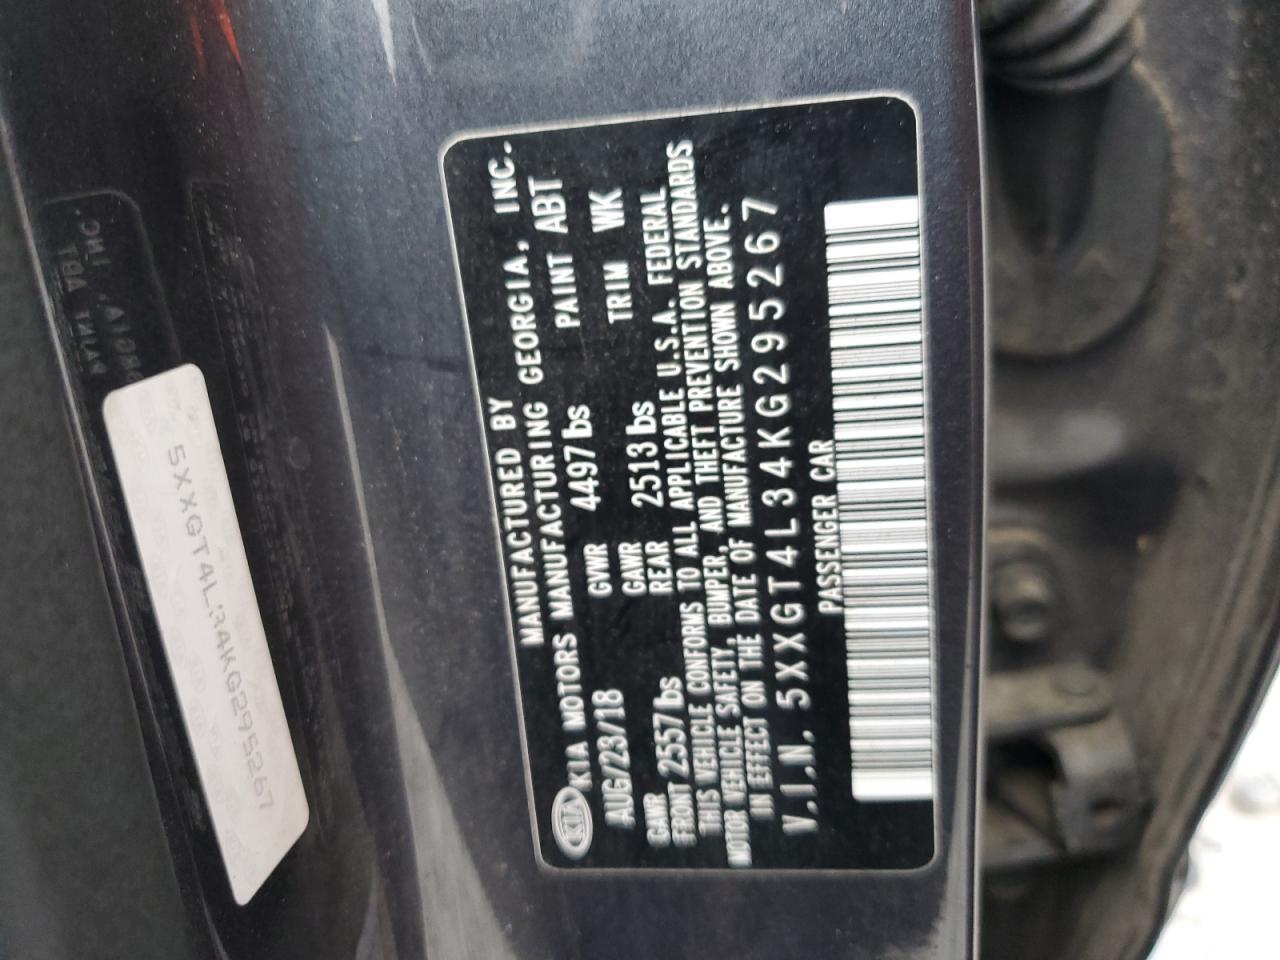 MANUFACTURED BY
KIA KIA MOTORS MANUFACTURING GEORGIA, INC.
AUG/23/18 GVWR 4497 lbs PAINT ABT
GAWR FRONT 2557 lbs GAWR REAR 2513 lbs TRIM WK
THIS VEHICLE CONFORMS TO ALL APPLICABLE U.S.A. FEDERAL
MOTOR VEHICLE SAFETY, BUMPER, AND THEFT PREVENTION STANDARDS
IN EFFECT ON THE DATE OF MANUFACTURE SHOWN ABOVE.
V.I.N. 5XXGT4L34KG295267
PASSENGER CAR
5XXGT4L34KG295267